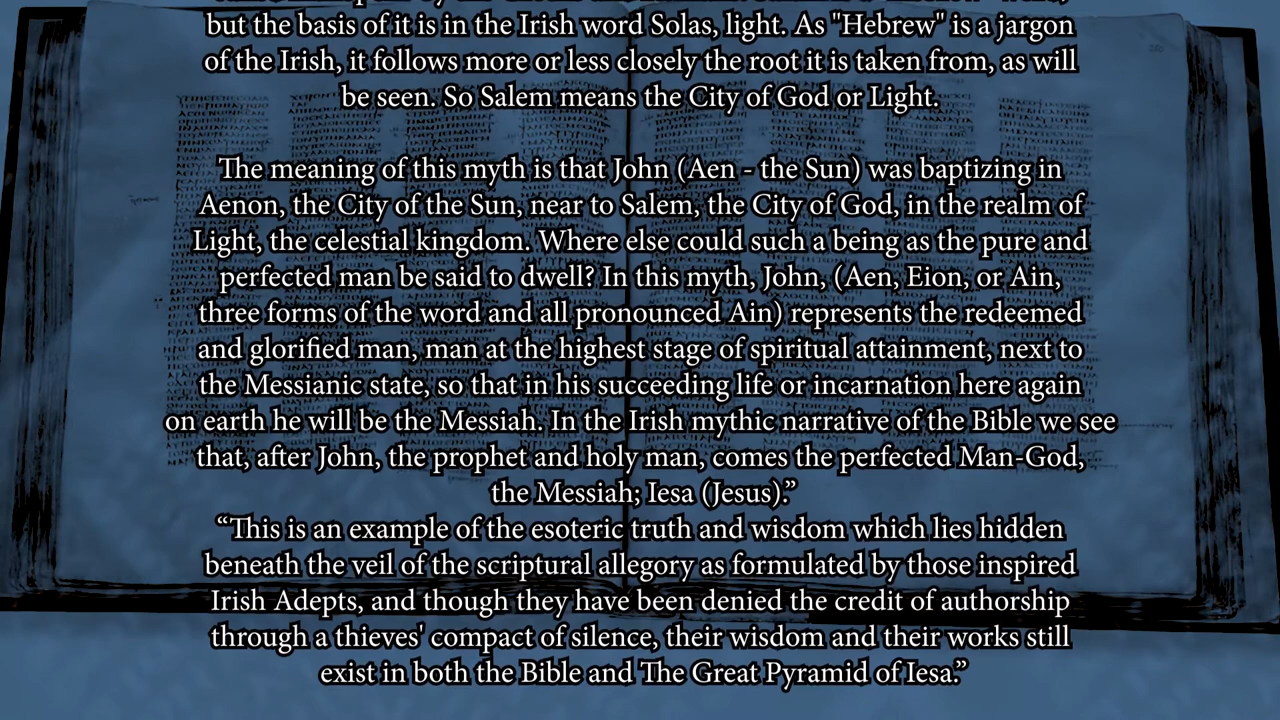 but the basis of it is in the Irish word Solas, light. As "Hebrew" is a jargon
of the Irish, it follows more or less closely the root it is taken from, as will
be seen. So Salem means the City of God or Light.
The meaning of this myth is that John (Aen - the Sun) was baptizing in
Aenon, the City of the Sun, near to Salem, the City of God, in the realm of
Light, the celestial kingdom. Where else could such a being as the pure and
perfected man be said to dwell? In this myth, John, (Aen, Eion, or Ain,
three forms of the word and all pronounced Ain) represents the redeemed
and glorified man, man at the highest stage of spiritual attainment, next to
the Messianic state, so that in his succeeding life or incarnation here again
on earth he will be the Messiah. In the Irish mythic narrative of the Bible we see
that, after John, the prophet and holy man, comes the perfected Man-God,
the Messiah; Iesa (Jesus).”
“This is an example of the esoteric truth and wisdom which lies hidden
beneath the veil of the scriptural allegory as formulated by those inspired
Irish Adepts, and though they have been denied the credit of authorship
through a thieves' compact of silence, their wisdom and their works still
exist in both the Bible and The Great Pyramid of Iesa.”